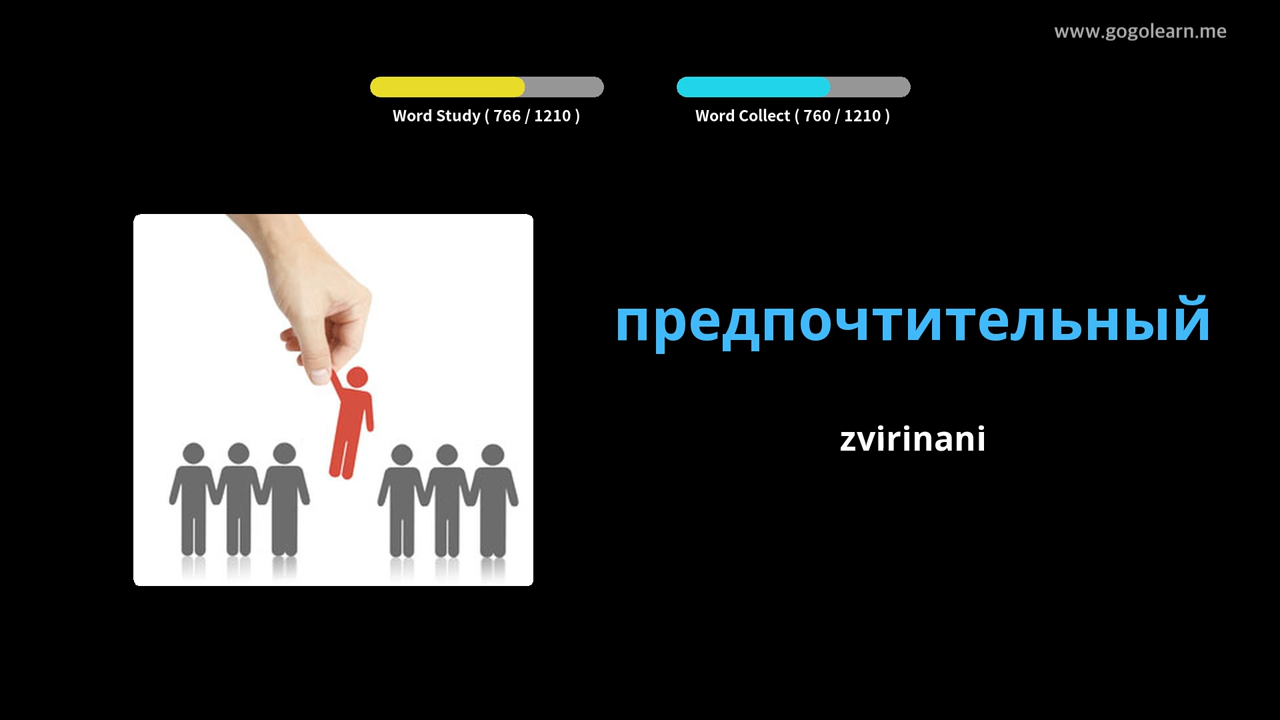 www.gogolearn.me
Word Study ( 766 / 1210 )
Word Collect ( 760 / 1210 )
предпочтительный
zvirinani